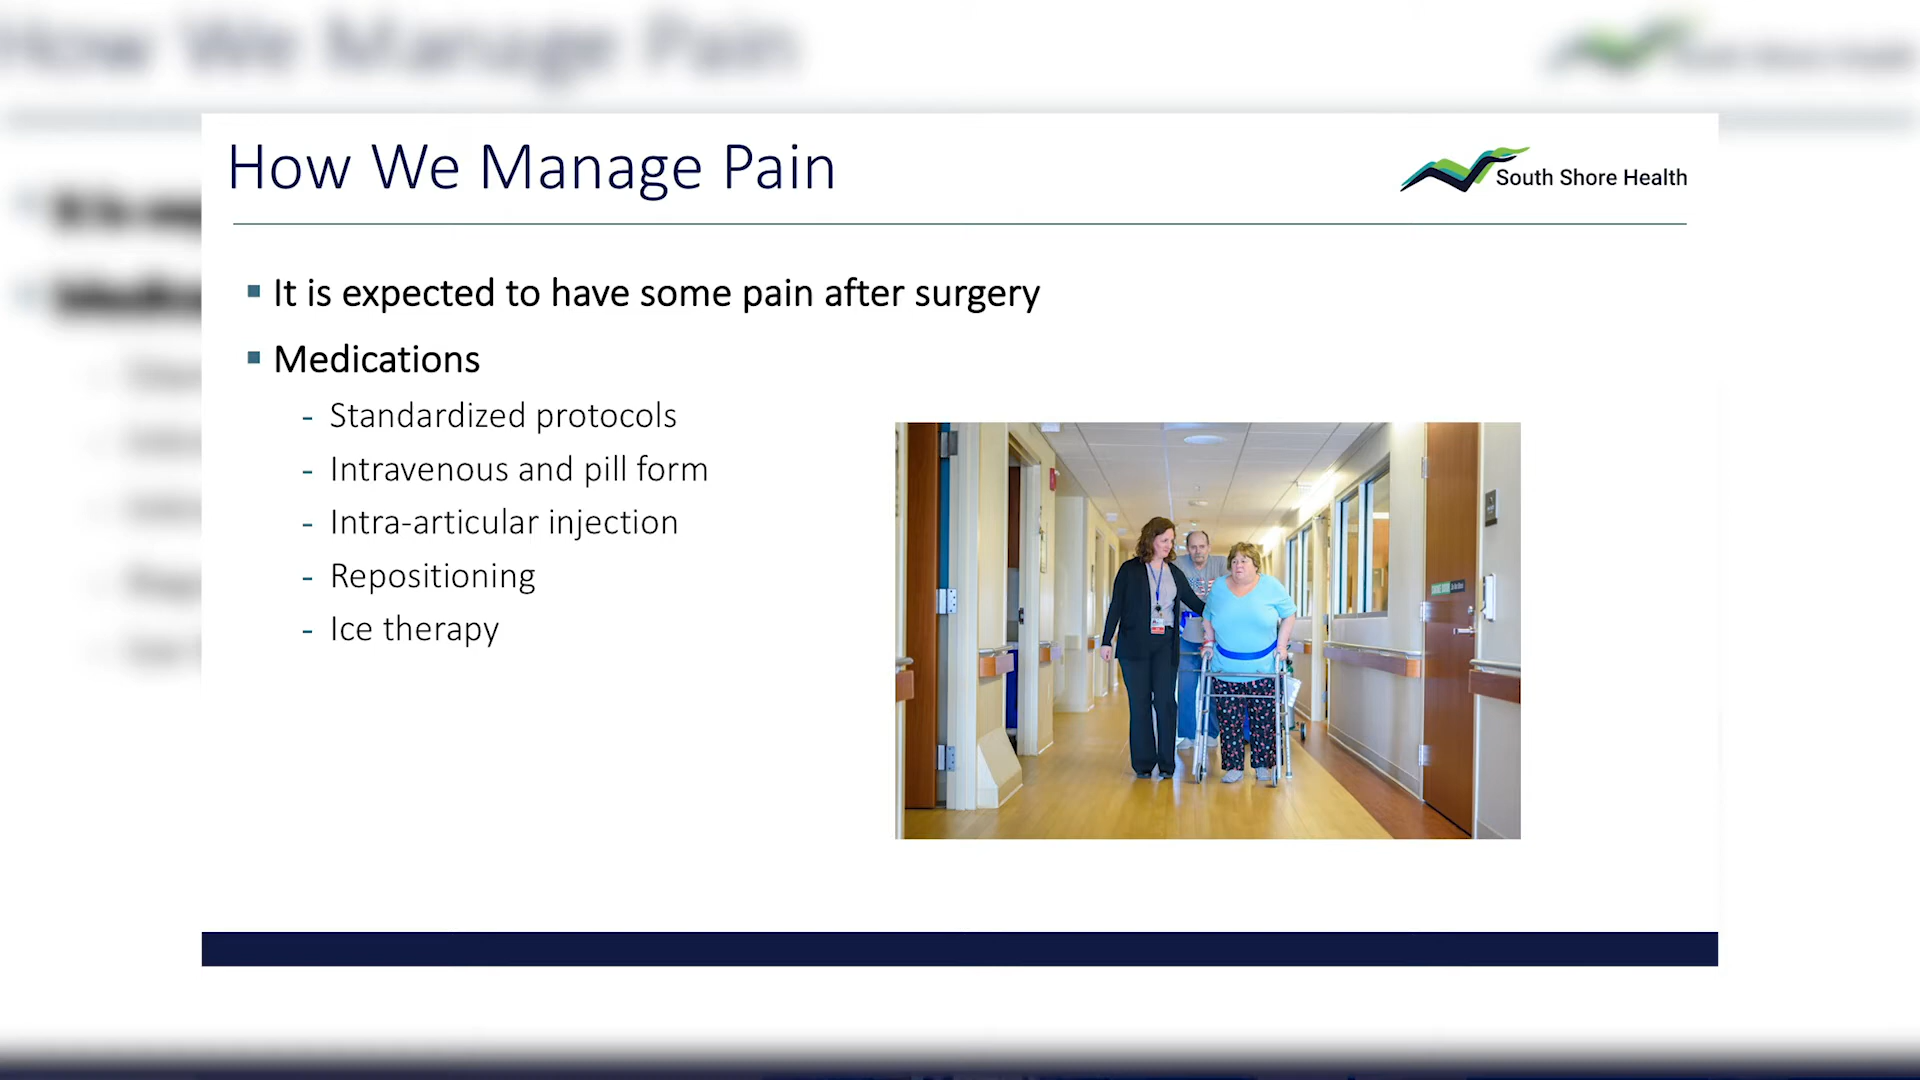 How We Manage Pain
South Shore Health
▪ It is expected to have some pain after surgery
▪ Medications
- Standardized protocols
- Intravenous and pill form
- Intra-articular injection
- Repositioning
- Ice therapy